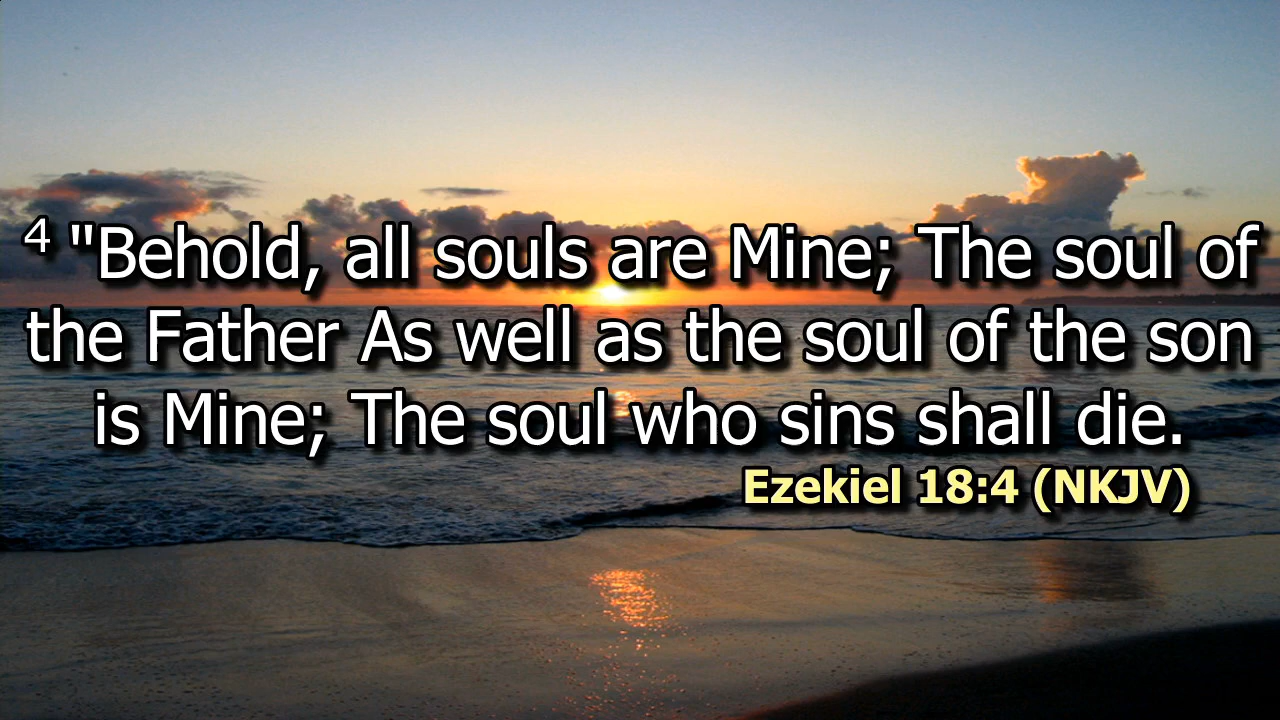 4 "Behold, all souls are Mine; The soul of
the Father As well as the soul of the son
is Mine; The soul who sins shall die.
Ezekiel 18:4 (NKJV)